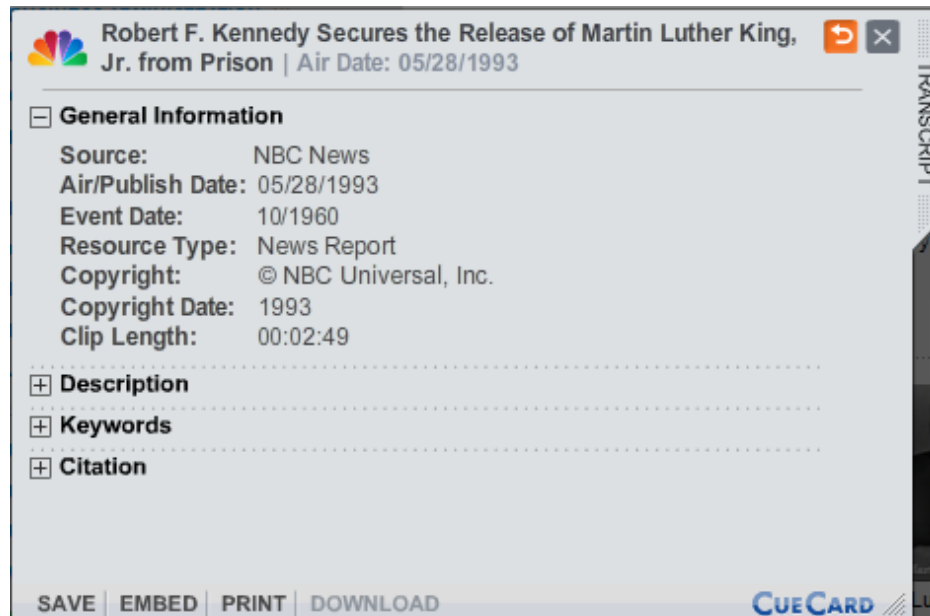 Robert F. Kennedy Secures the Release of Martin Luther King,
Jr. from Prison | Air Date: 05/28/1993
TRANSCRIPT
General Information
Source: NBC News
Air/Publish Date: 05/28/1993
Event Date: 10/1960
Resource Type: News Report
Copyright: © NBC Universal, Inc.
Copyright Date: 1993
Clip Length: 00:02:49
Description
Keywords
Citation
SAVE | EMBED | PRINT | DOWNLOAD
CUECARD